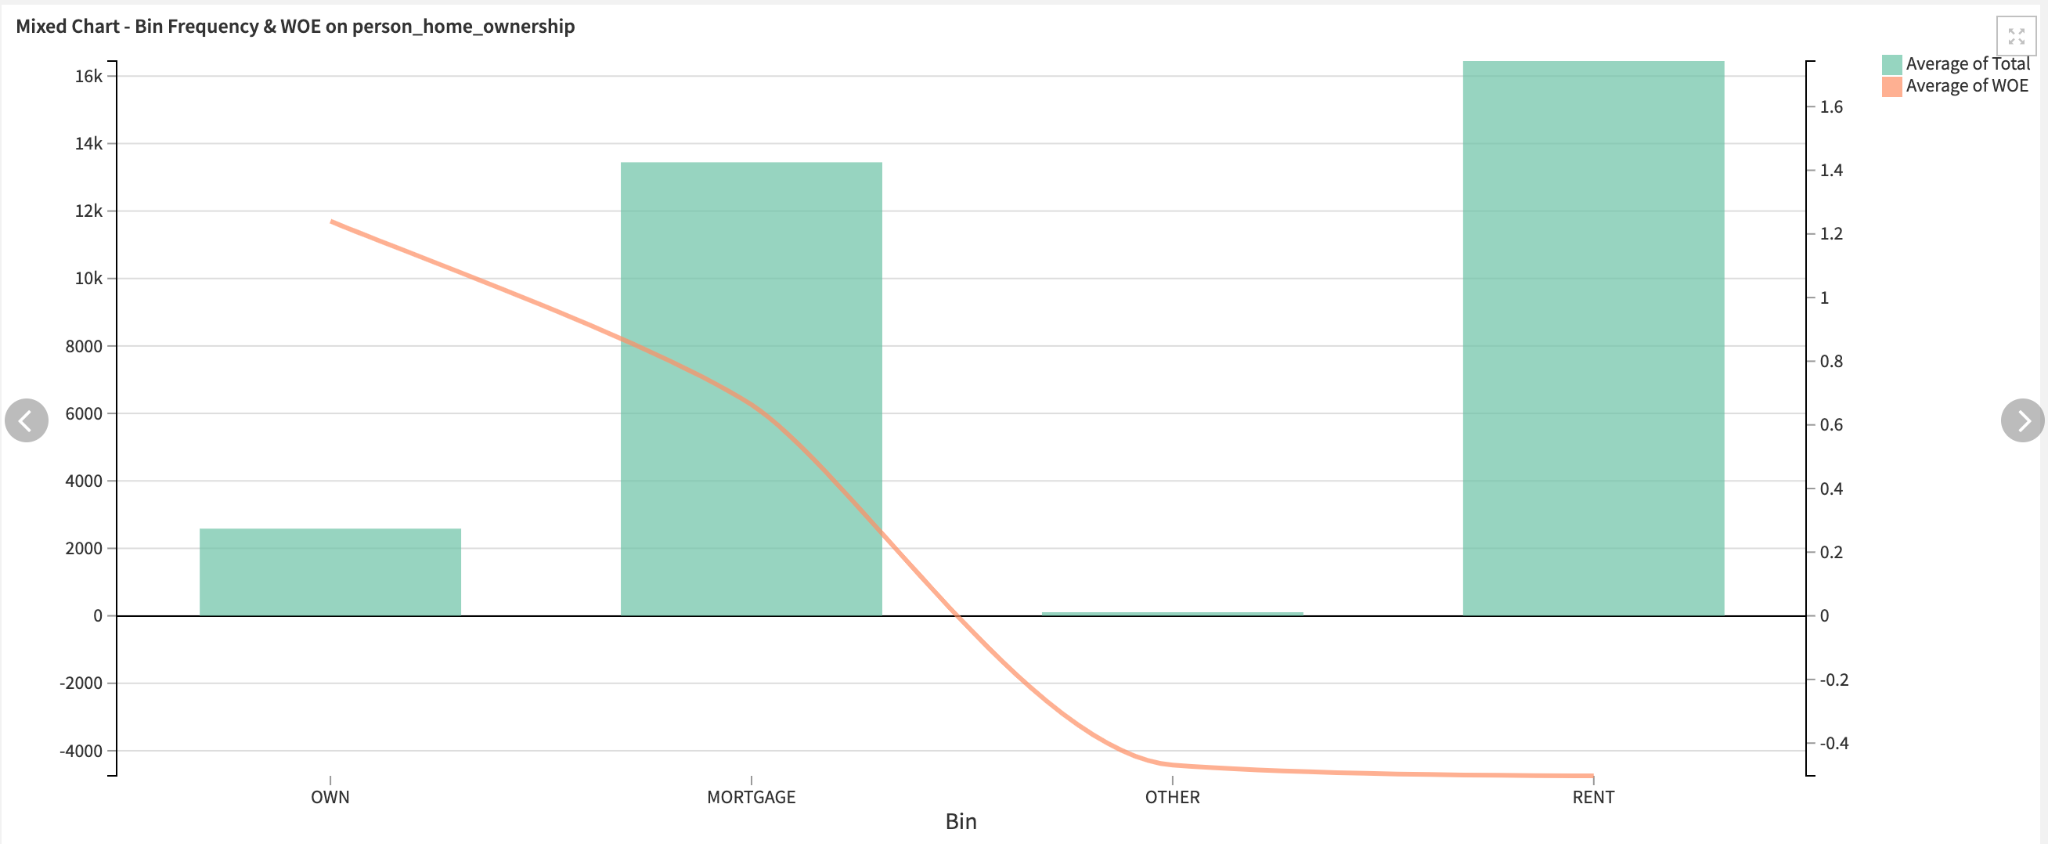 Mixed Chart - Bin Frequency & WOE on person_home_ownership
Average of Total
Average of WOE
16k
14k
12k
10k
8000
6000
4000
2000
0
-2000
-4000
1.6
1.4
1.2
1
0.8
0.6
0.4
0.2
0
-0.2
-0.4
OWN MORTGAGE OTHER RENT
Bin